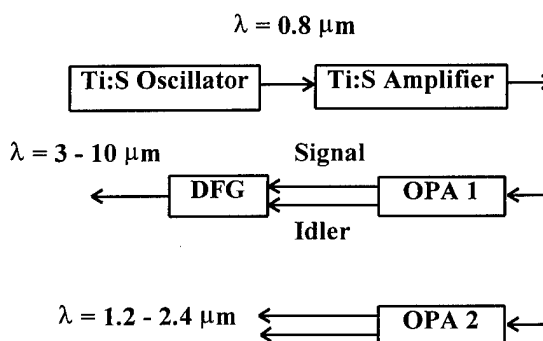 λ = 0.8 μm
Ti:S Oscillator
Ti:S Amplifier
λ = 3 - 10 μm
Signal
DFG
OPA 1
Idler
λ = 1.2 - 2.4 μm
OPA 2